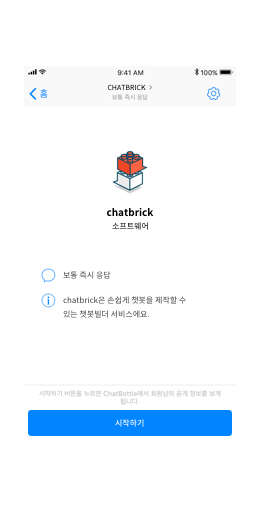 9:41 AM
100%
홈
CHATBRICK
보통 즉시 응답
chatbrick
소프트웨어
보통 즉시 응답
chatbrick은 손쉽게 챗봇을 제작할 수
있는 챗봇빌더 서비스에요.
시작하기 버튼을 누르면 ChatBottle에서 회원님의 공개 정보를 보게
됩니다.
시작하기